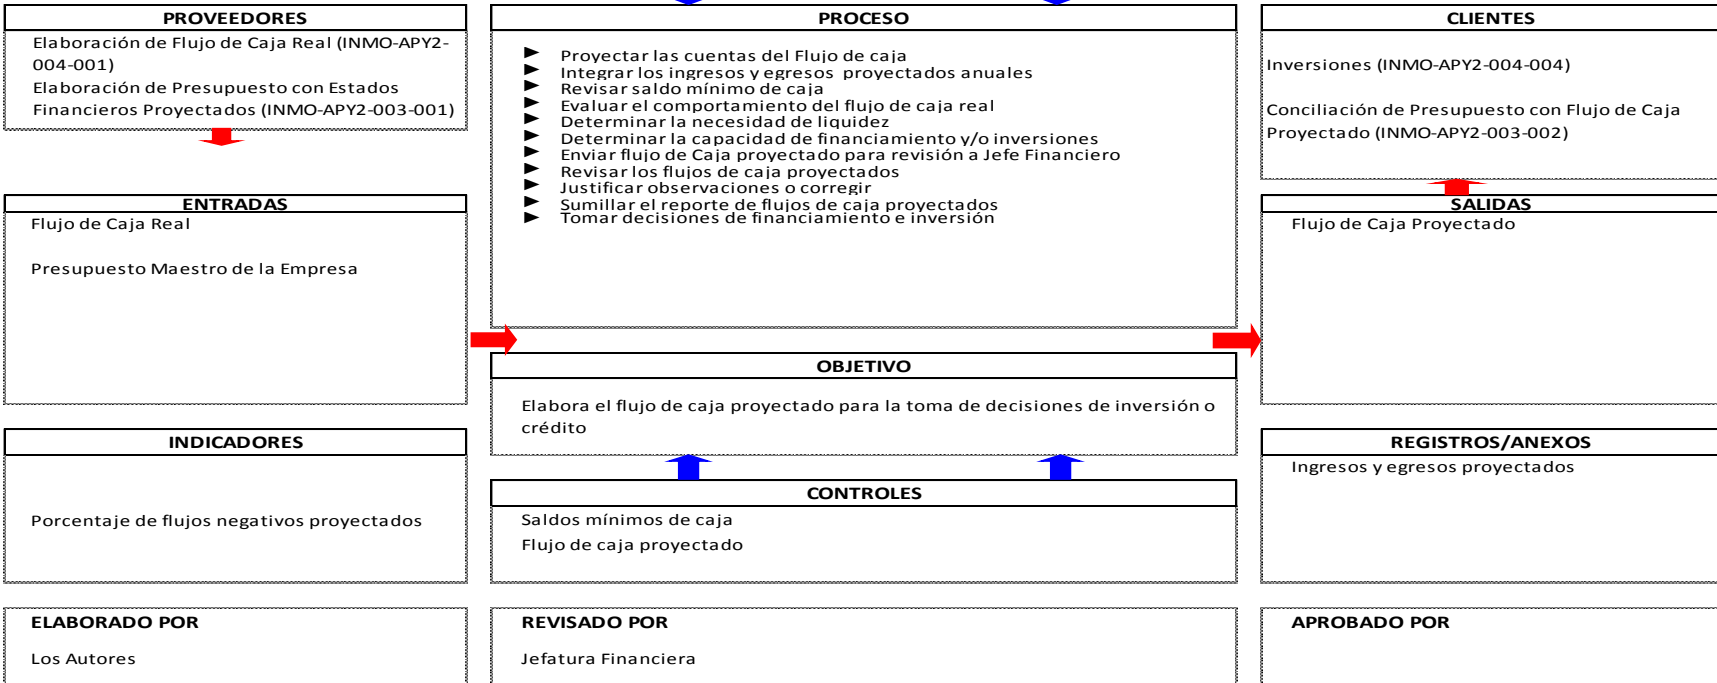 PROVEEDORES
Elaboración de Flujo de Caja Real (INMO-APY2-
004-001)
Elaboración de Presupuesto con Estados
Financieros Proyectados (INMO-APY2-003-001)
PROCESO
► Proyectar las cuentas del Flujo de caja
► Integrar los ingresos y egresos proyectados anuales
► Revisar saldo mínimo de caja
► Evaluar el comportamiento del flujo de caja real
► Determinar la necesidad de liquidez
► Determinar la capacidad de financiamiento y/o inversiones
► Enviar flujo de Caja proyectado para revisión a Jefe Financiero
► Revisar los flujos de caja proyectados
► Justificar observaciones o corregir
► Sumillar el reporte de flujos de caja proyectados
► Tomar decisiones de financiamiento e inversión
CLIENTES
Inversiones (INMO-APY2-004-004)
Conciliación de Presupuesto con Flujo de Caja
Proyectado (INMO-APY2-003-002)
ENTRADAS
Flujo de Caja Real
Presupuesto Maestro de la Empresa
SALIDAS
Flujo de Caja Proyectado
OBJETIVO
Elabora el flujo de caja proyectado para la toma de decisiones de inversión o
crédito
INDICADORES
Porcentaje de flujos negativos proyectados
CONTROLES
Saldos mínimos de caja
Flujo de caja proyectado
REGISTROS/ANEXOS
Ingresos y egresos proyectados
ELABORADO POR
Los Autores
REVISADO POR
Jefatura Financiera
APROBADO POR